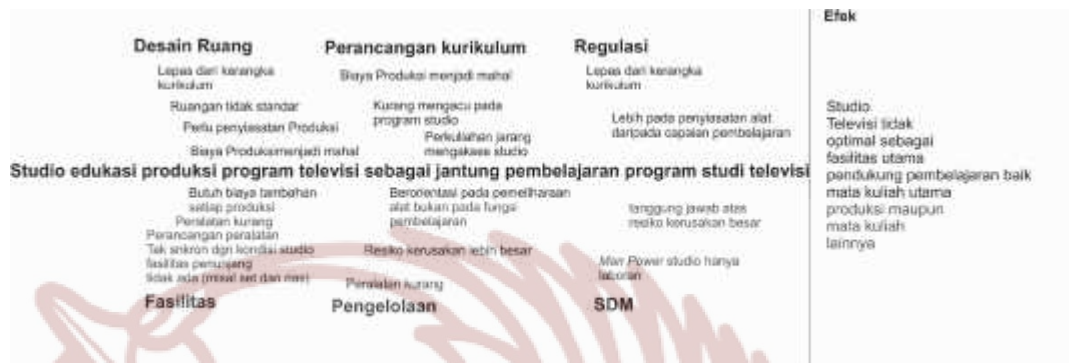 Efek
Desain Ruang
Perancangan kurikulum
Regulasi
Lepas dari kerangka
kurikulum
Ruangan tidak standar
Perlu penyiasatan Produksi
Biaya Produksimenjadi mahal
Biaya Produksi menjadi mahal
Kurang mengacu pada
program studio
Perkuliahan jarang
mengakses studio
Lepas dari kerangka
kurikulum
Lebih pada penyiasatan alat
daripada capaian pembelajaran
Studio edukasi produksi program televisi sebagai jantung pembelajaran program studi televisi
Studio
Televisi tidak
optimal sebagai
fasilitas utama
pendukung pembelajaran baik
mata kuliah utama
produksi maupun
mata kuliah
lainnya
Butuh biaya tambahan
setiap produksi
Peralatan kurang
Perancangan peralatan
Tak snkron dgn kondisi studio
fasilitas penunjang
tidak ada (misal set dan
Berorientasi pada pemeliharaan
alat bukan pada fungsi
pembelajaran
Resiko kerusakan lebih besar
Peralatan kurang
tanggung jawab atas
resiko kerusakan besar
Man Power studio hanya
laboran
Fasilitas
Pengelolaan
SDM